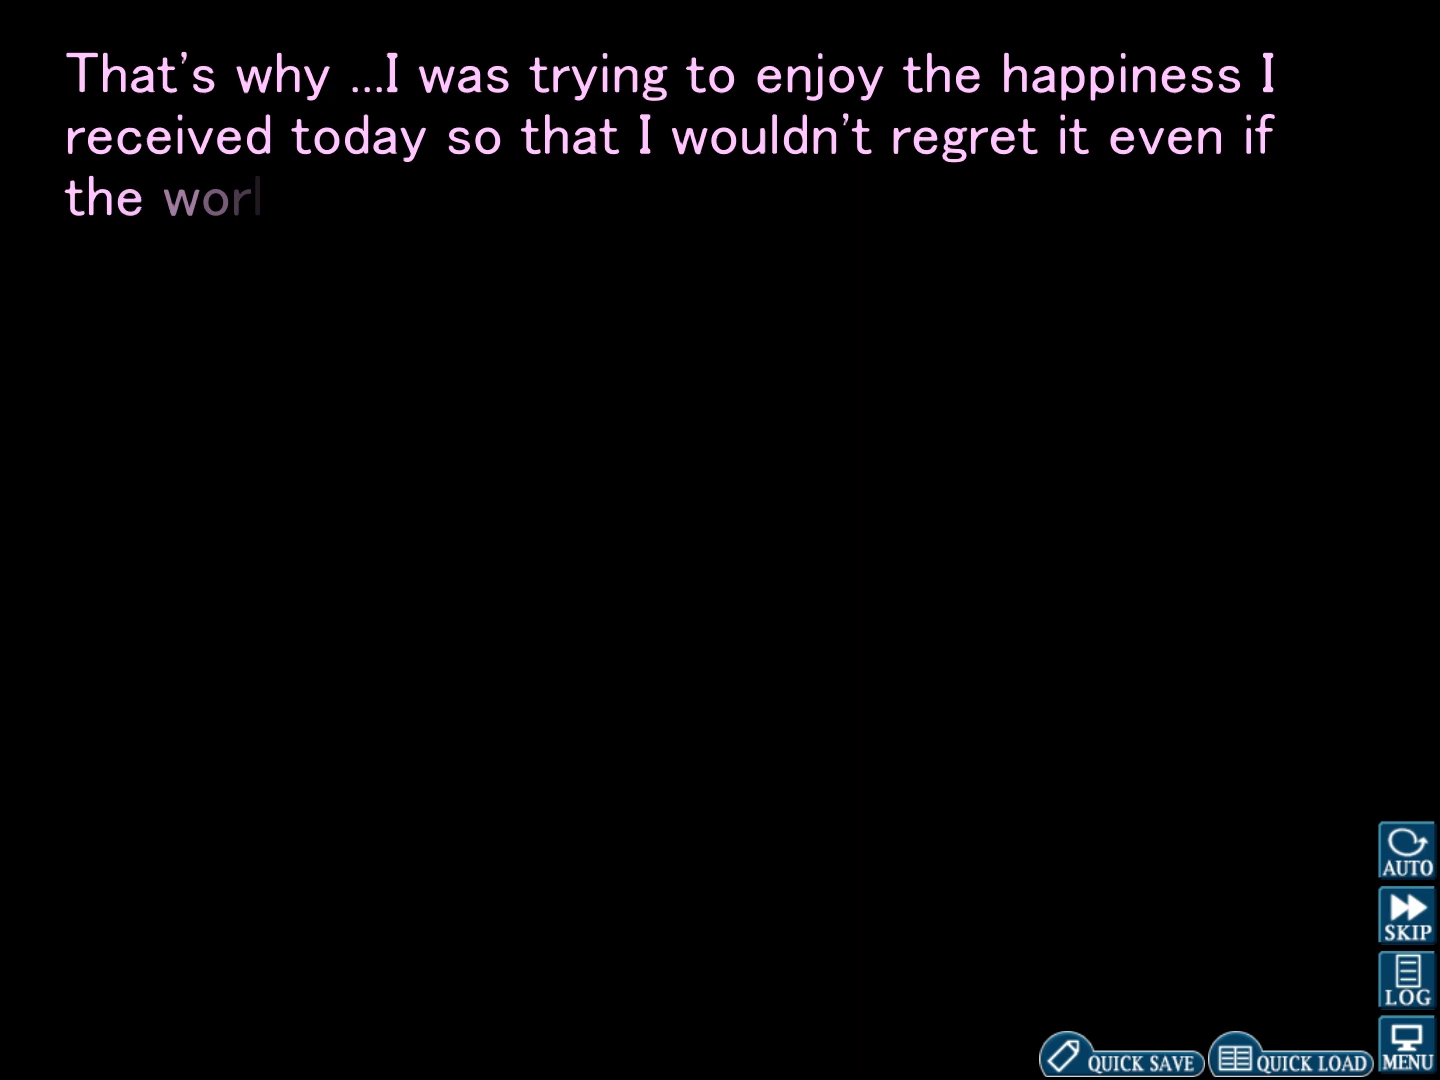 That's why ...I was trying to enjoy the happiness I
received today so that I wouldn't regret it even if
the worl
AUTO
SKIP
LOG
QUICK SAVE
QUICK LOAD
MENU